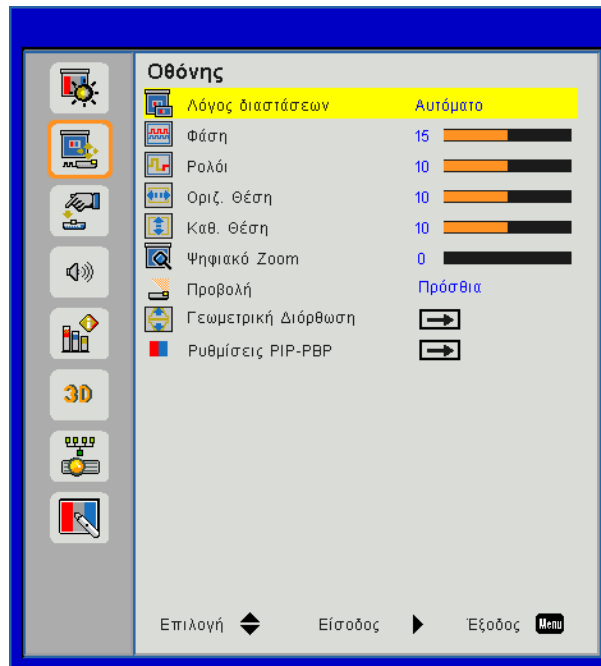 Οθόνης
Λόγος διαστάσεων Αυτόματο
Φάση 15
Ρολόι 10
Οριζ. Θέση 10
Καθ. Θέση 10
Ψηφιακό Zoom 0
Προβολή Πρόσθια
Γεωμετρική Διόρθωση
Ρυθμίσεις PIP-PBP
3D
Επιλογή Είσοδος Έξοδος Menu